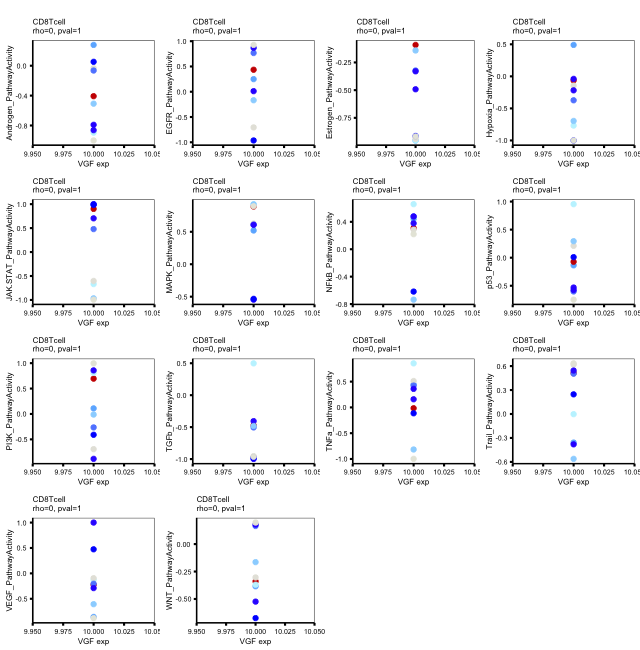 CD8Tcell
rho=0, pval=1
Androgen_PathwayActivity
0.0
-0.4
-0.8
9.950 9.975 10.000 10.025 10.05
VGF exp
CD8Tcell
rho=0, pval=1
EGFR_PathwayActivity
1.0
0.5
0.0
-0.5
-1.0
9.950 9.975 10.000 10.025 10.05
VGF exp
CD8Tcell
rho=0, pval=1
Estrogen_PathwayActivity
-0.25
-0.50
-0.75
9.950 9.975 10.000 10.025 10.05
VGF exp
CD8Tcell
rho=0, pval=1
Hypoxia_PathwayActivity
0.5
0.0
-0.5
-1.0
9.950 9.975 10.000 10.025 10.05
VGF exp
CD8Tcell
rho=0, pval=1
JAK.STAT_PathwayActivity
1.0
0.5
0.0
-0.5
-1.0
9.950 9.975 10.000 10.025 10.05
VGF exp
CD8Tcell
rho=0, pval=1
MAPK_PathwayActivity
0.5
0.0
-0.5
9.950 9.975 10.000 10.025 10.05
VGF exp
CD8Tcell
rho=0, pval=1
NFkB_PathwayActivity
0.4
0.0
-0.4
-0.8
9.950 9.975 10.000 10.025 10.05
VGF exp
CD8Tcell
rho=0, pval=1
p53_PathwayActivity
1.0
0.5
0.0
-0.5
9.950 9.975 10.000 10.025 10.05
VGF exp
CD8Tcell
rho=0, pval=1
PI3K_PathwayActivity
1.0
0.5
0.0
-0.5
9.950 9.975 10.000 10.025 10.05
VGF exp
CD8Tcell
rho=0, pval=1
TGFb_PathwayActivity
0.5
0.0
-0.5
-1.0
9.950 9.975 10.000 10.025 10.05
VGF exp
CD8Tcell
rho=0, pval=1
TNFa_PathwayActivity
0.5
0.0
-0.5
-1.0
9.950 9.975 10.000 10.025 10.05
VGF exp
CD8Tcell
rho=0, pval=1
Trail_PathwayActivity
0.6
0.3
0.0
-0.3
-0.6
9.950 9.975 10.000 10.025 10.05
VGF exp
CD8Tcell
rho=0, pval=1
VEGF_PathwayActivity
1.0
0.5
0.0
-0.5
9.950 9.975 10.000 10.025 10.05
VGF exp
CD8Tcell
rho=0, pval=1
WNT_PathwayActivity
0.00
-0.25
-0.50
9.950 9.975 10.000 10.025 10.050
VGF exp